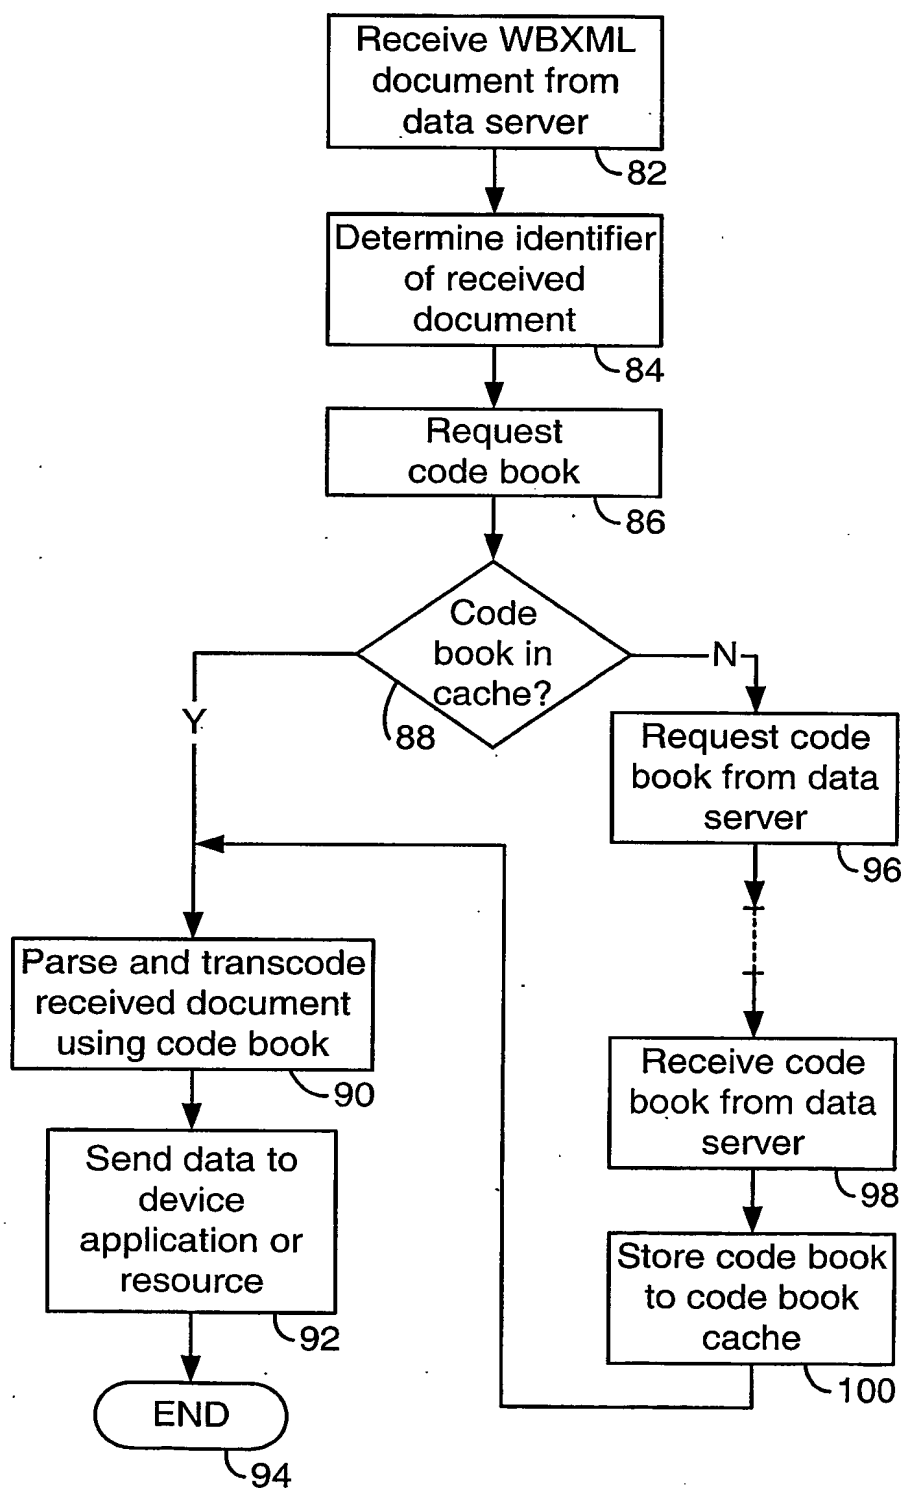 Receive WBXML
document from
data server
82
Determine identifier
of received
document
84
Request
code book
86
Code
book in
cache?
88
Y
N
Request code
book from data
server
96
Receive code
book from data
server
98
Store code book
to code book
cache
100
Parse and transcode
received document
using code book
90
Send data to
device
application or
resource
92
END
94